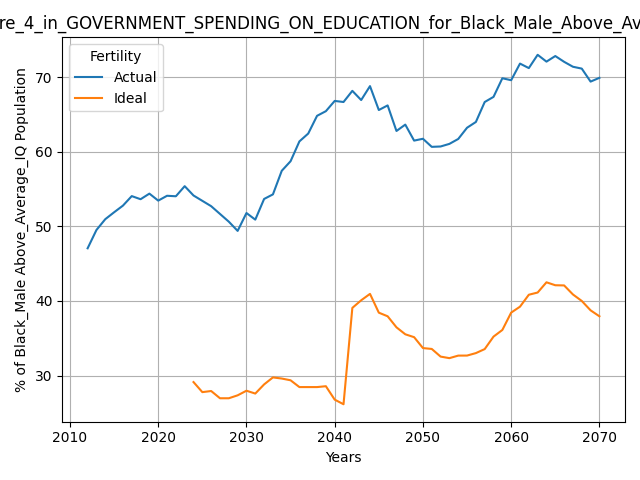 re_4_in_GOVERNMENT_SPENDING_ON_EDUCATION_for_Black_Male_Above_Av
Fertility
Actual
Ideal
% of Black_Male Above_Average_IQ Population
70
60
50
40
30
2010 2020 2030 2040 2050 2060 2070
Years